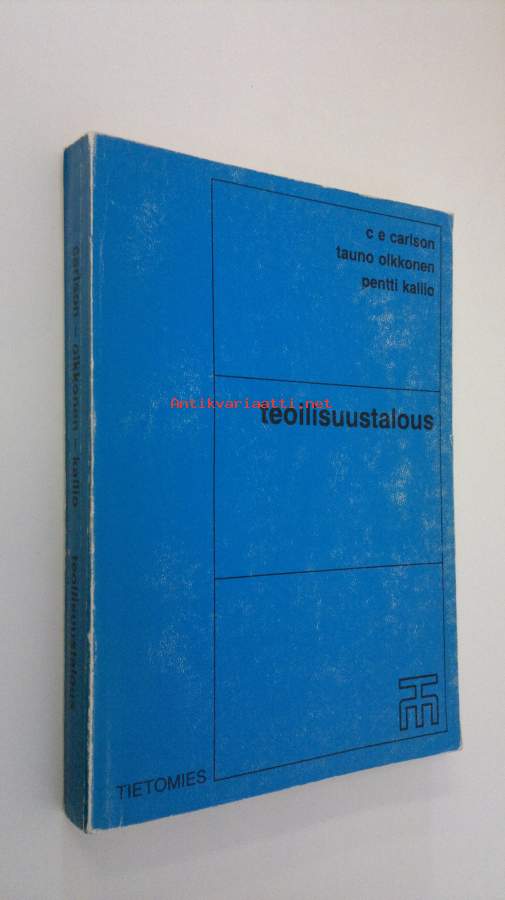 c e carlson
tauno olkkonen
pentti kallio
Antikvariaatti.net
teollisuustalous
TIETOMIES
carlson – olkkonen – kallio teollisuustalous